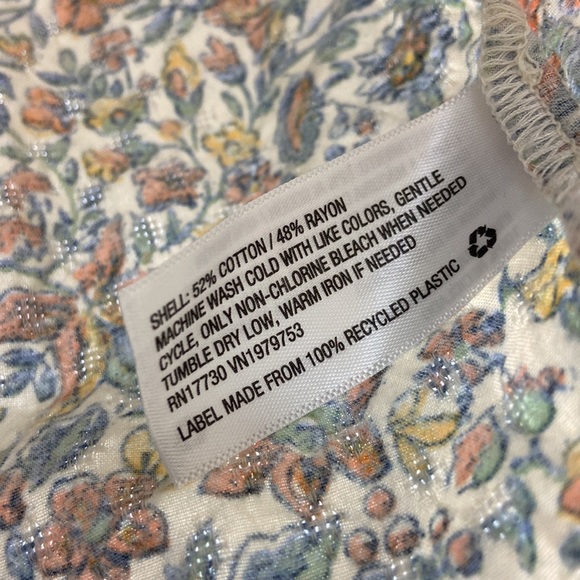 SHELL: 52% COTTON / 48% RAYON
MACHINE WASH COLD WITH LIKE COLORS, GENTLE
CYCLE, ONLY NON-CHLORINE BLEACH WHEN NEEDED
TUMBLE DRY LOW, WARM IRON IF NEEDED
RN17730 VN1979753
LABEL MADE FROM 100% RECYCLED PLASTIC